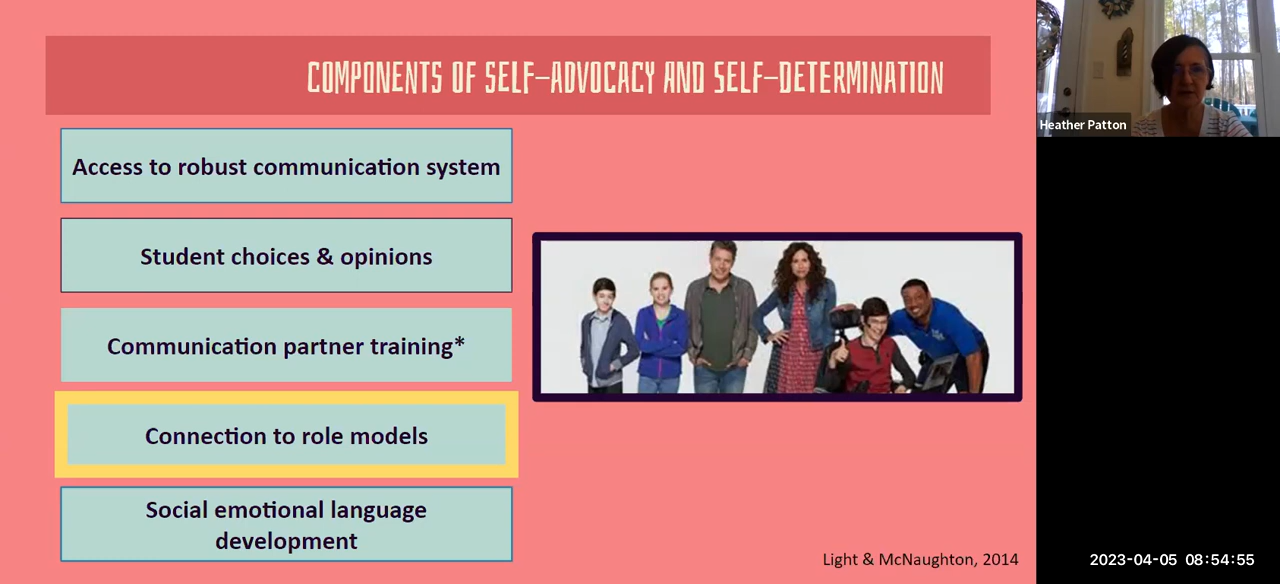 COMPONENTS OF SELF-ADVOCACY AND SELF-DETERMINATION
Access to robust communication system
Student choices & opinions
Communication partner training*
Connection to role models
Social emotional language
development
Light & McNaughton, 2014
Heather Patton
2023-04-05 08:54:55